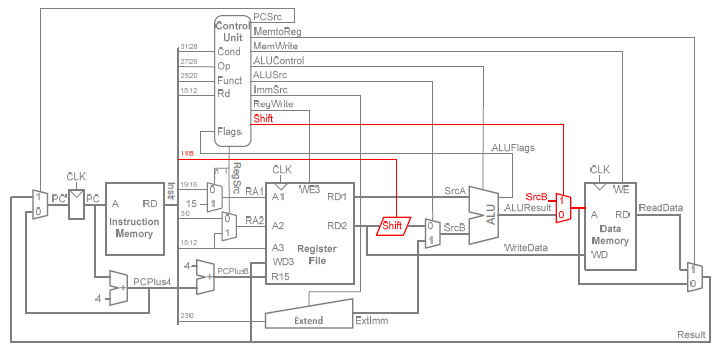 PCSrc
Control
Unit
MemtoReg
31:28
Cond
MemWrite
27:26
Op
ALUControl
25:20
Funct
ALUSrc
15:12
Rd
ImmSrc
RegWrite
Shift
Flags
ALUFlags
11:5
CLK
CLK
CLK
Instr
RegSrc
19:16
0
1
RA1
A1
WE3
RD1
SrcA
SrcB
1
0
WE
1
0
PC'
PC
A
RD
15
ALU
ALUResult
A
RD
ReadData
Instruction
Memory
3:0
0
1
RA2
A2
RD2
Shift
0
1
SrcB
Data
Memory
15:12
A3
Register
File
WriteData
WD
WD3
R15
4
PCPlus8
PCPlus4
4
+
+
1
0
23:0
Extend
ExtImm
Result